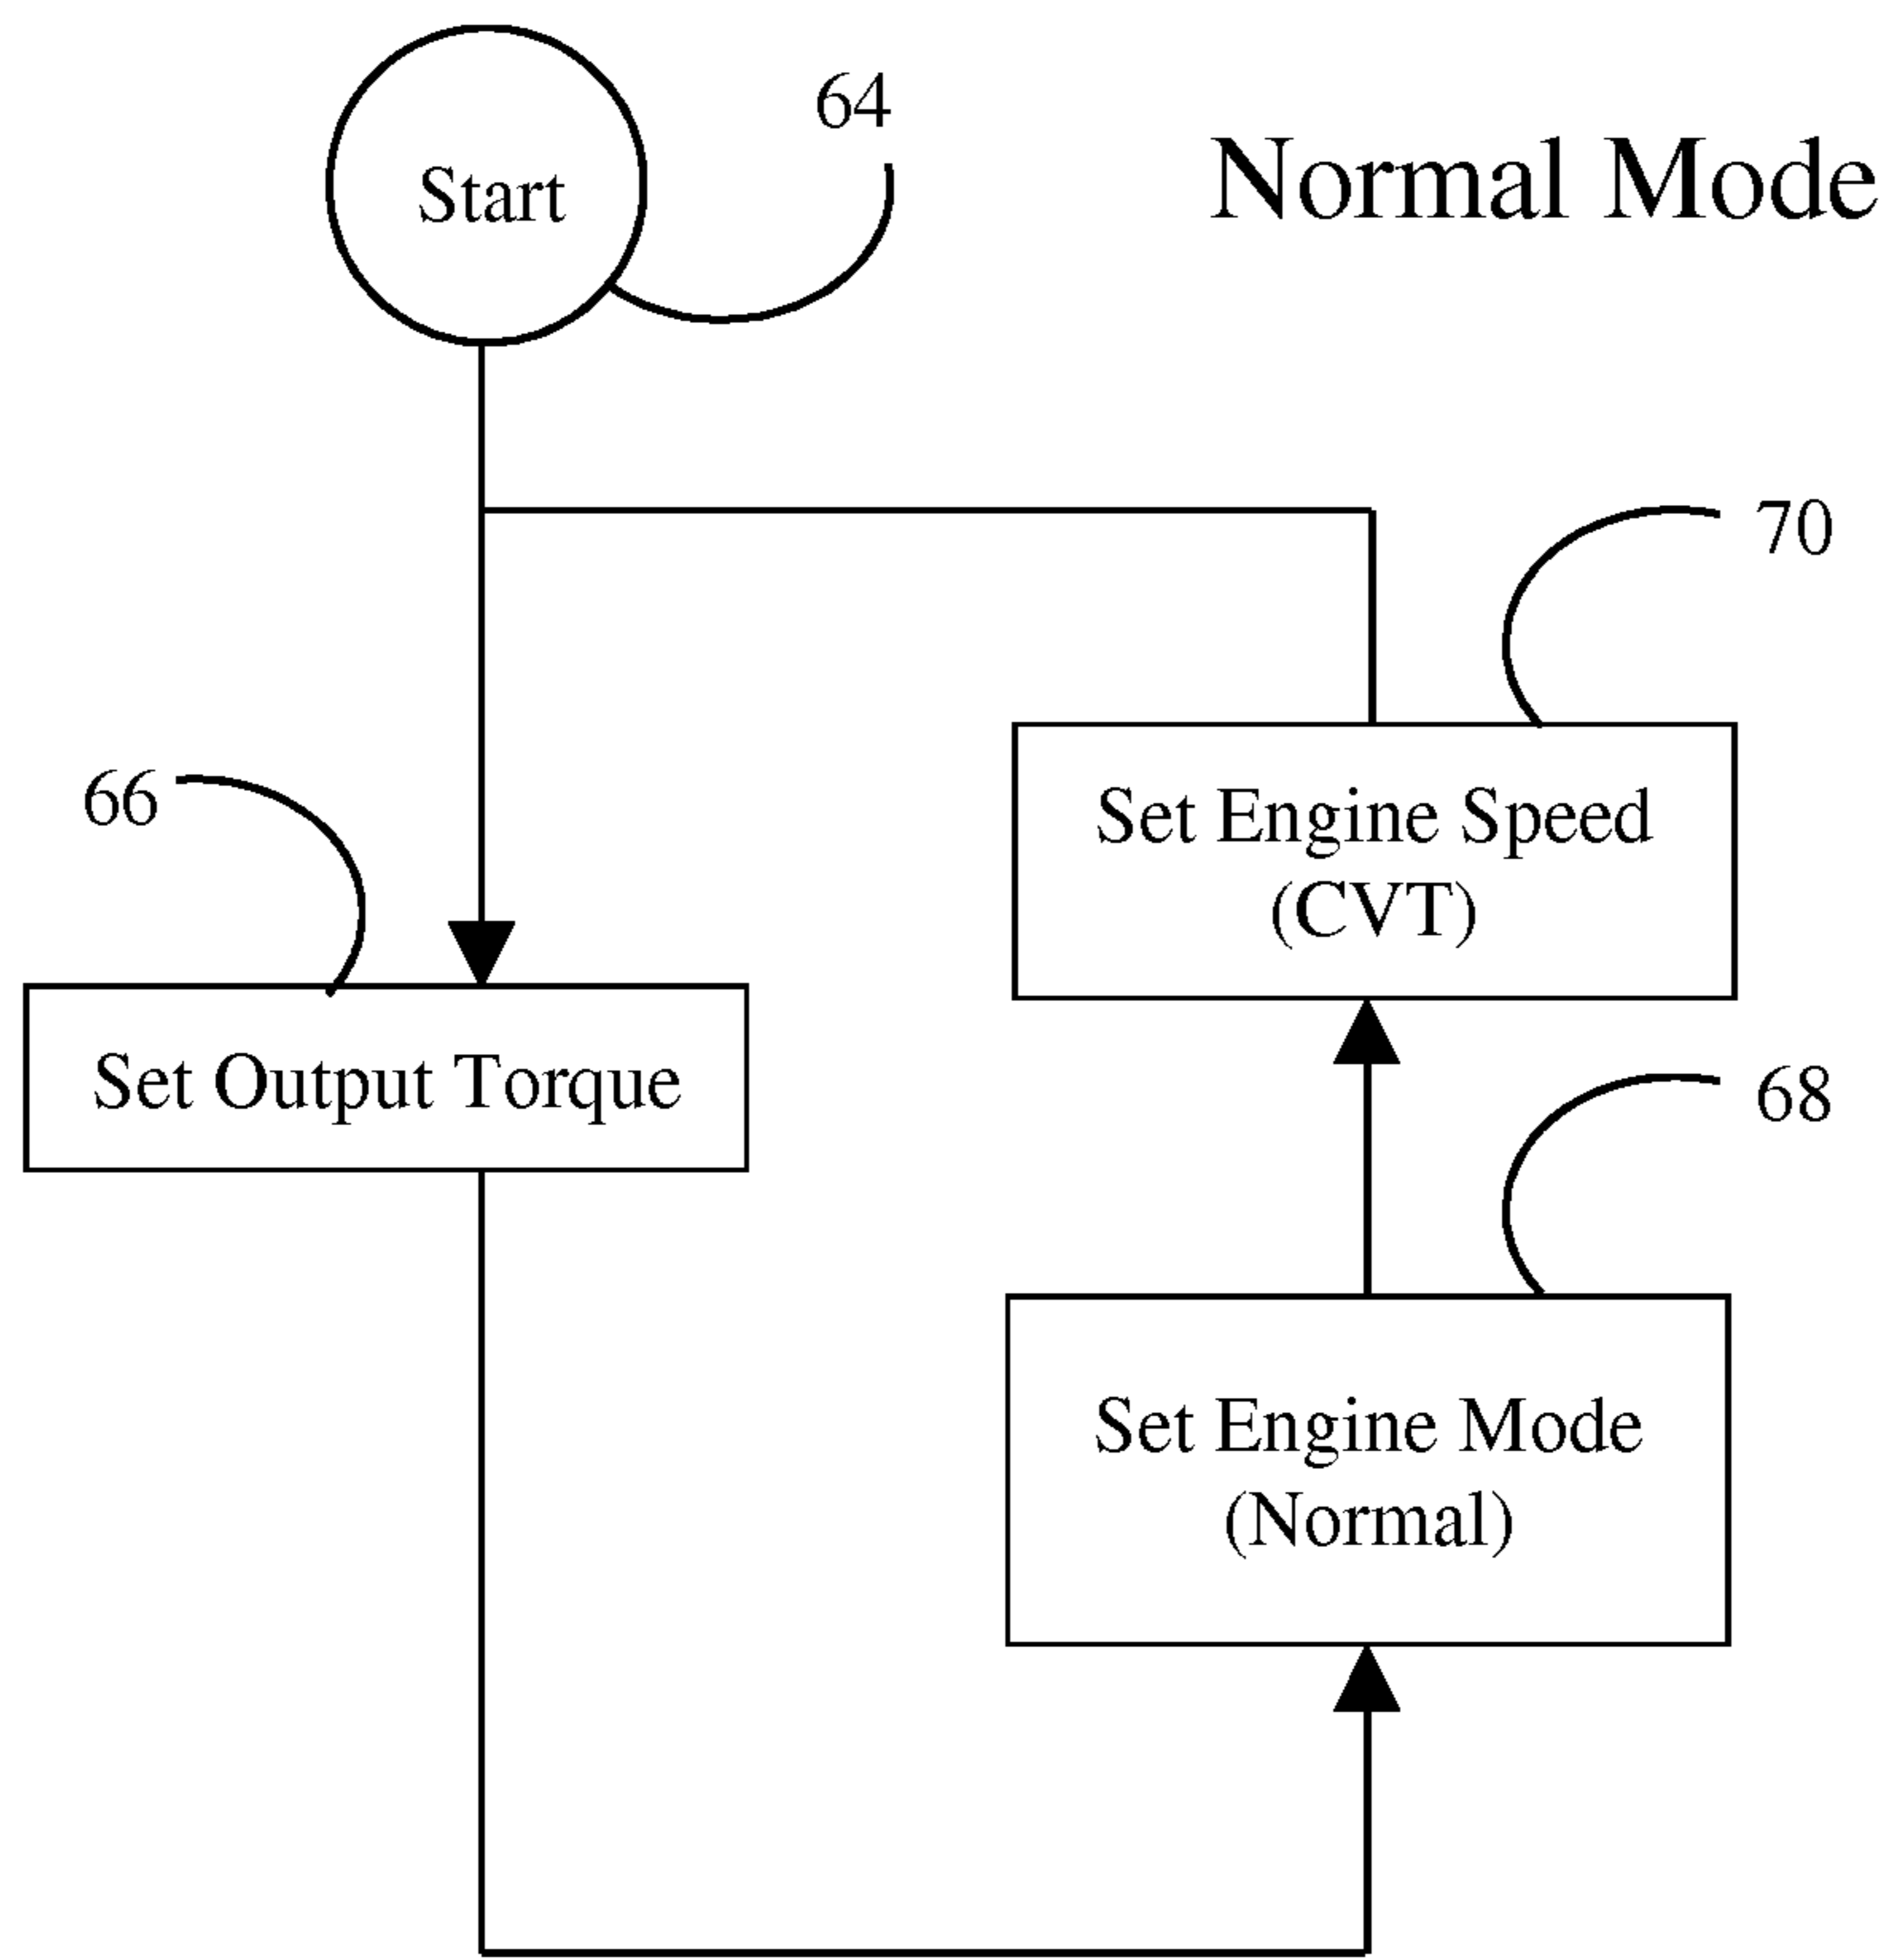 64
Start
Normal Mode
70
66
Set Engine Speed
(CVT)
Set Output Torque
68
Set Engine Mode
(Normal)